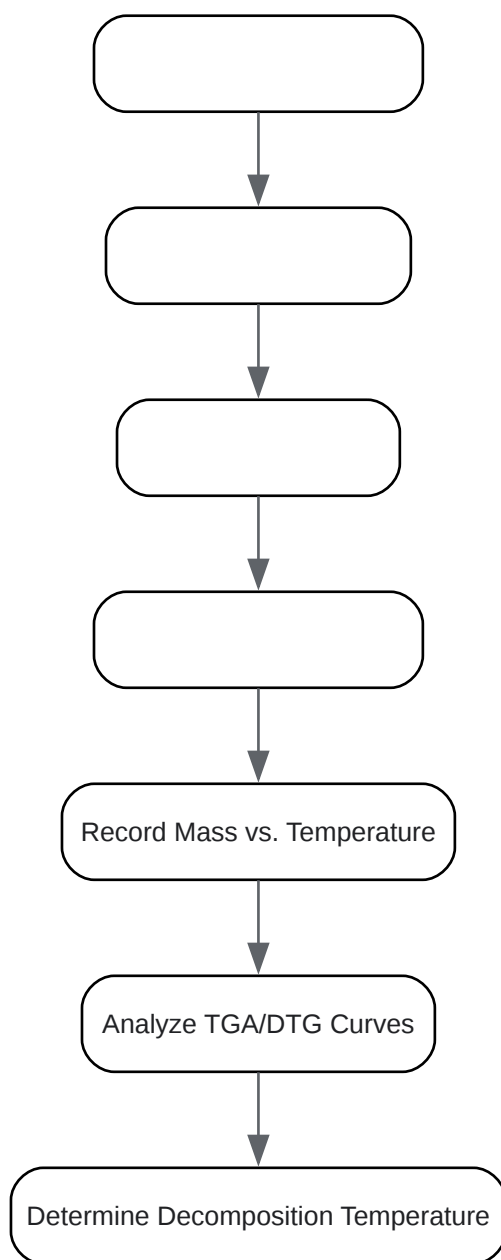 Record Mass vs. Temperature
Analyze TGA/DTG Curves
Determine Decomposition Temperature